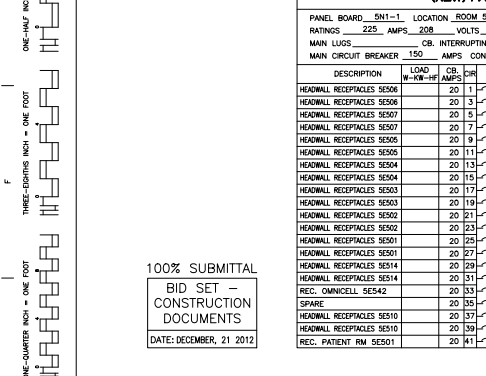 PANEL BOARD 5N1-1 LOCATION ROOM 5
RATINGS 225 AMPS 208 VOLTS
MAIN LUGS CB. INTERRUPTIN
MAIN CIRCUIT BREAKER 150 AMPS CON
DESCRIPTION LOAD W-KW-HF CB. AMPS CIR
HEADWALL RECEPTACLES 5E506 20 1
HEADWALL RECEPTACLES 5E506 20 3
HEADWALL RECEPTACLES 5E507 20 5
HEADWALL RECEPTACLES 5E507 20 7
HEADWALL RECEPTACLES 5E505 20 9
HEADWALL RECEPTACLES 5E505 20 11
HEADWALL RECEPTACLES 5E504 20 13
HEADWALL RECEPTACLES 5E504 20 15
HEADWALL RECEPTACLES 5E503 20 17
HEADWALL RECEPTACLES 5E503 20 19
HEADWALL RECEPTACLES 5E502 20 21
HEADWALL RECEPTACLES 5E502 20 23
HEADWALL RECEPTACLES 5E501 20 25
HEADWALL RECEPTACLES 5E501 20 27
HEADWALL RECEPTACLES 5E514 20 29
HEADWALL RECEPTACLES 5E514 20 31
REC. OMNICELL 5E542 20 33
SPARE 20 35
HEADWALL RECEPTACLES 5E510 20 37
HEADWALL RECEPTACLES 5E510 20 39
REC. PATIENT RM 5E501 20 41
100% SUBMITTAL
BID SET –
CONSTRUCTION
DOCUMENTS
DATE: DECEMBER, 21 2012
ONE-HALF INC
THREE-EIGHTHS INCH = ONE FOOT
0 4
F
NE-QUARTER INCH = ONE FOOT
0 4 8